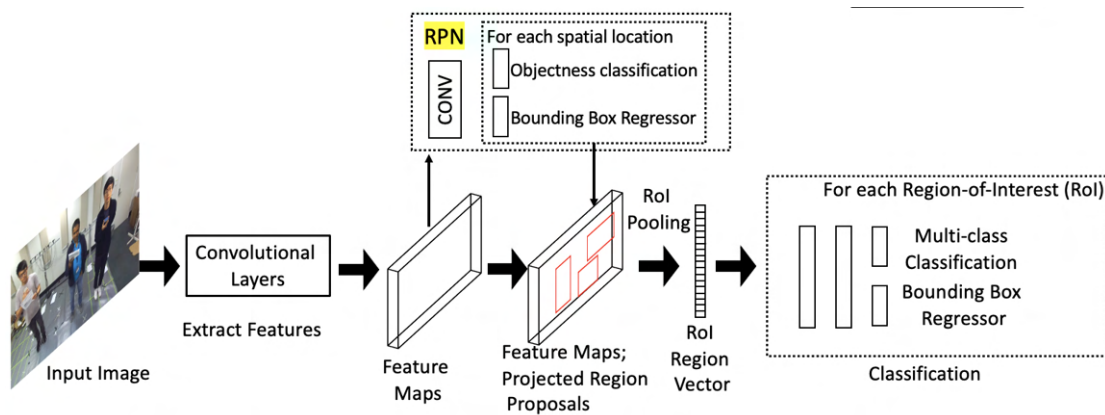 RPN
For each spatial location
CONV
Objectness classification
Bounding Box Regressor
RoI
Pooling
For each Region-of-Interest (RoI)
Convolutional
Layers
Multi-class
Classification
Bounding Box
Regressor
Extract Features
Input Image
Feature
Maps
Feature Maps;
Projected Region
Proposals
RoI
Region
Vector
Classification